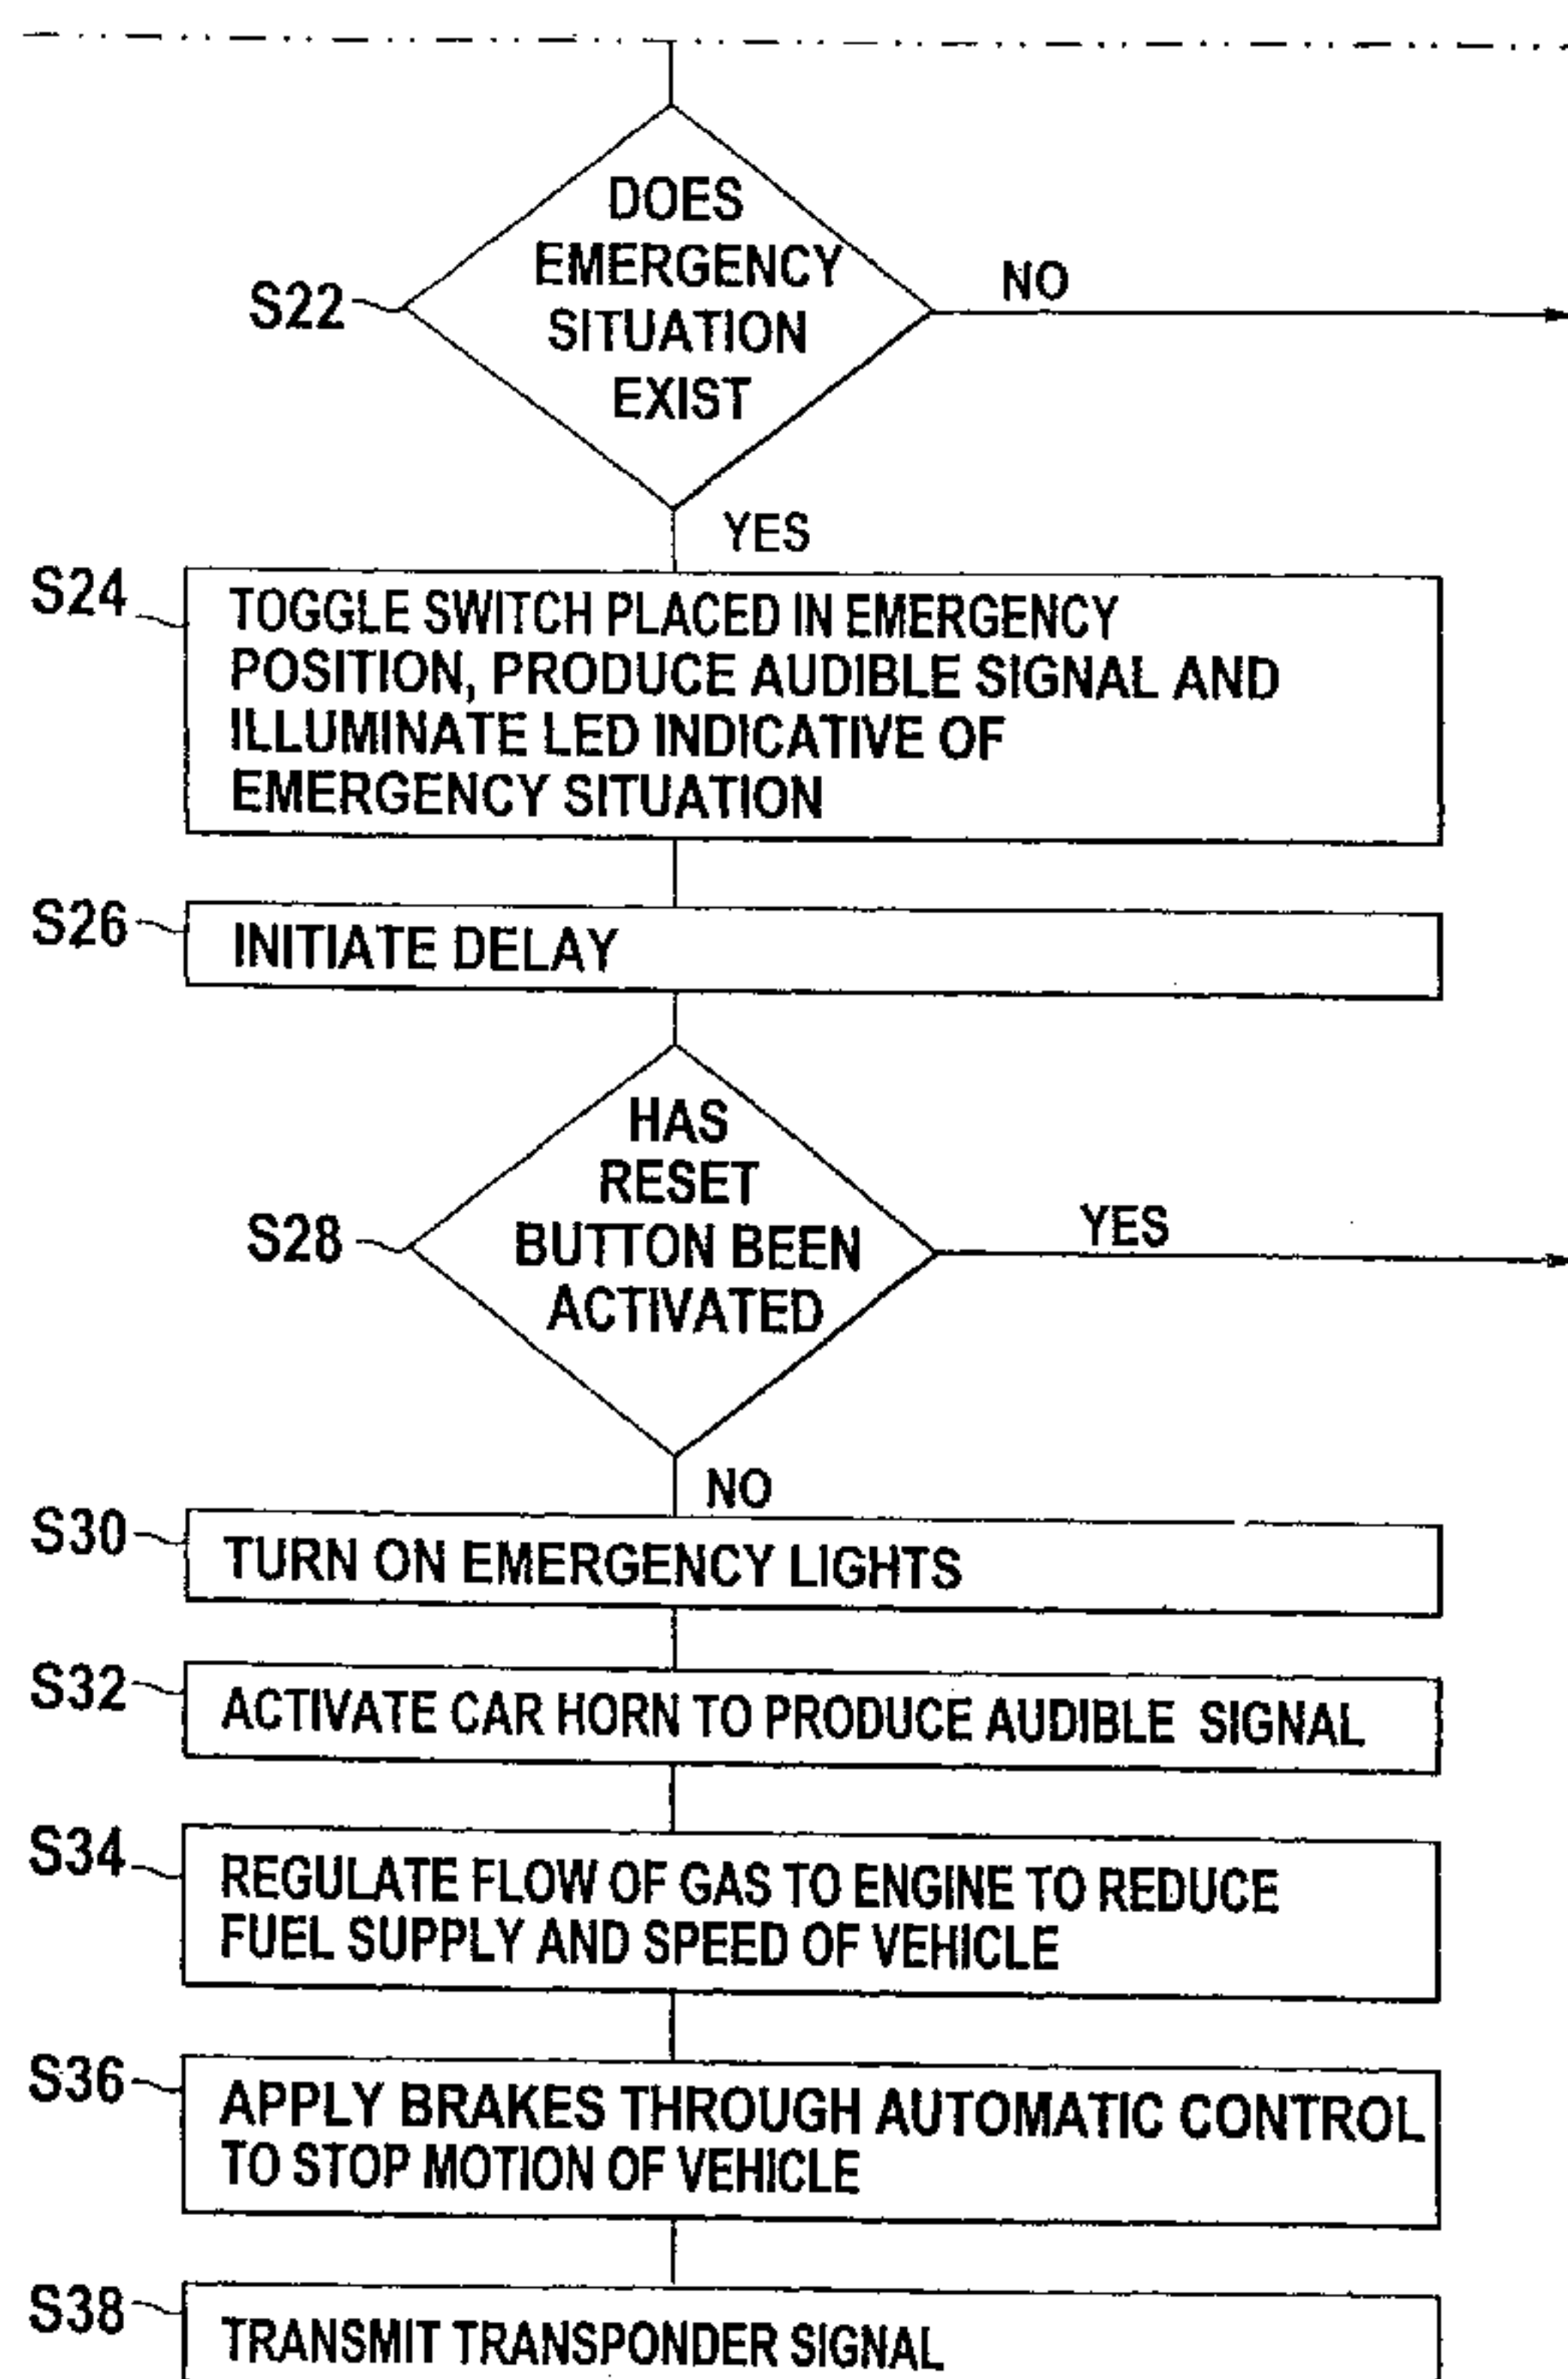 DOES
EMERGENCY
SITUATION
EXIST
S22
NO
YES
S24
TOGGLE SWITCH PLACED IN EMERGENCY
POSITION, PRODUCE AUDIBLE SIGNAL AND
ILLUMINATE LED INDICATIVE OF
EMERGENCY SITUATION
S26
INITIATE DELAY
HAS
RESET
BUTTON BEEN
ACTIVATED
S28
YES
NO
S30
TURN ON EMERGENCY LIGHTS
S32
ACTIVATE CAR HORN TO PRODUCE AUDIBLE SIGNAL
S34
REGULATE FLOW OF GAS TO ENGINE TO REDUCE
FUEL SUPPLY AND SPEED OF VEHICLE
S36
APPLY BRAKES THROUGH AUTOMATIC CONTROL
TO STOP MOTION OF VEHICLE
S38
TRANSMIT TRANSPONDER SIGNAL